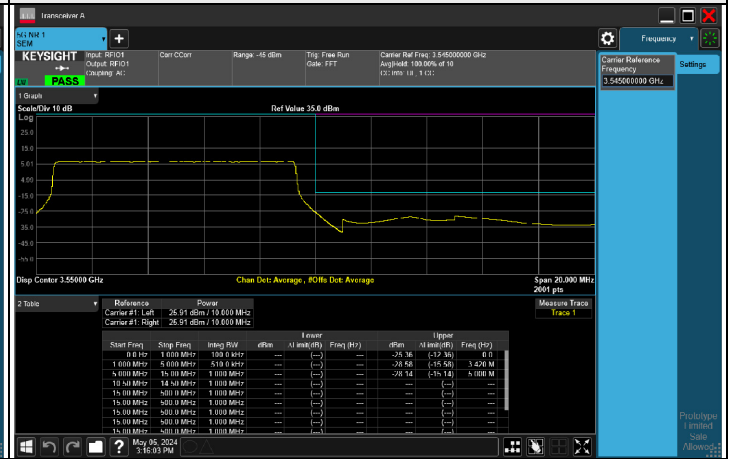 Transceiver A
5G NR 1
SEM
KEYSIGHT
Input: RFIO1
Output: RFIO1
Coupling: AC
PASS
Corr CCorr
Range: -45 dBm
Trig: Free Run
Gate: FFT
Carrier Ref Freq: 3.545000000 GHz
Avg|Hold: 100.00% of 10
CC Info: UL, 1 CC
Frequency
Carrier Reference
Frequency
3.545000000 GHz
Settings
1 Graph
Scale/Div 10 dB
Ref Value 35.0 dBm
Log
25.0
15.0
5.01
-15.0
-25.0
-45.0
-55.0
Disp Center 3.55000 GHz
Chan Det: Average , #Offs Det: Average
Span 20.000 MHz
2001 pts
2 Table
Reference Power
Carrier #1: Left 25.91 dBm / 10.000 MHz
Carrier #1: Right 25.91 dBm / 10.000 MHz
Measure Trace
Trace 1
Lower Upper
Start Freq Stop Freq Integ BW dBm ΔLimit(dB) Freq (Hz) dBm ΔLimit(dB) Freq (Hz)
0.0 Hz 1.000 MHz 100.0 kHz --- (---) --- -25.36 (-12.36) 0.0
1.000 MHz 5.000 MHz 510.0 kHz --- (---) --- -28.58 (-15.58) 3.420 M
5.000 MHz 15.00 MHz 1.000 MHz --- (---) --- -28.14 (-15.14) 5.000 M
10.50 MHz 14.50 MHz 1.000 MHz --- (---) --- --- (---) ---
15.00 MHz 500.0 MHz 1.000 MHz --- (---) --- --- (---) ---
15.00 MHz 500.0 MHz 1.000 MHz --- (---) --- --- (---) ---
15.00 MHz 500.0 MHz 1.000 MHz --- (---) --- --- (---) ---
15.00 MHz 500.0 MHz 1.000 MHz --- (---) --- --- (---) ---
15.00 MHz 500.0 MHz 1.000 MHz --- (---) --- --- (---) ---
Prototype
Limited
Sale
Allowed
?
May 06, 2024
3:16:03 PM